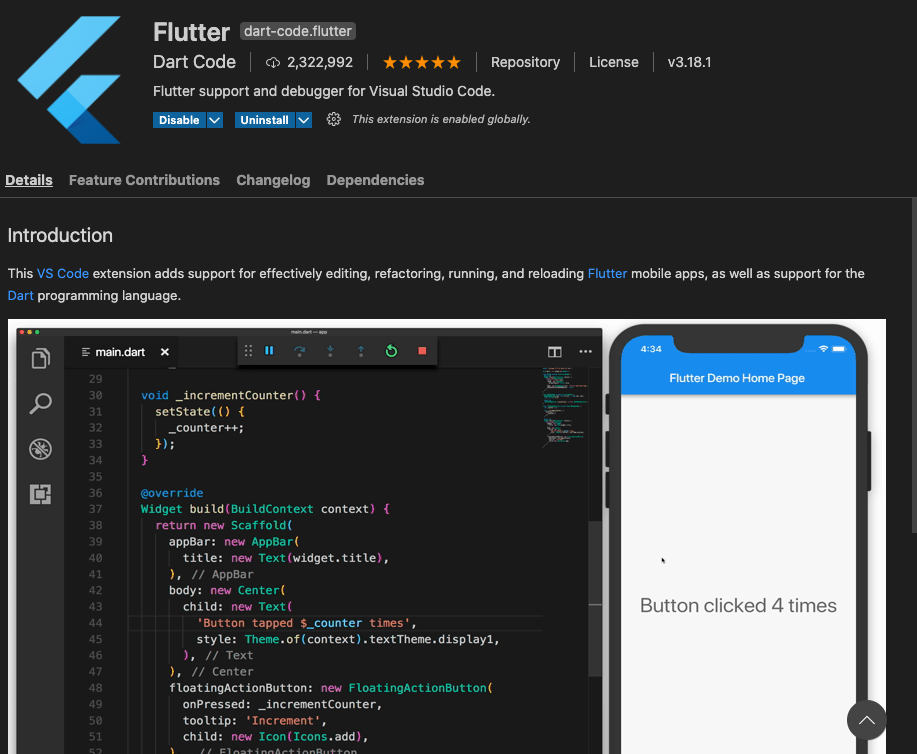 Flutter dart-code.flutter
Dart Code 2,322,992 Repository License v3.18.1
Flutter support and debugger for Visual Studio Code.
Disable Uninstall This extension is enabled globally.
Details Feature Contributions Changelog Dependencies
Introduction
This VS Code extension adds support for effectively editing, refactoring, running, and reloading Flutter mobile apps, as well as support for the
Dart programming language.
main.dart — app
main.dart
29
30 void _incrementCounter() {
31 setState(() {
32 _counter++;
33 });
34 }
35
36 @override
37 Widget build(BuildContext context) {
38 return new Scaffold(
39 appBar: new AppBar(
40 title: new Text(widget.title),
41 ), // AppBar
42 body: new Center(
43 child: new Text(
44 'Button tapped $_counter times',
45 style: Theme.of(context).textTheme.display1,
46 ), // Text
47 ), // Center
48 floatingActionButton: new FloatingActionButton(
49 onPressed: _incrementCounter,
50 tooltip: 'Increment',
51 child: new Icon(Icons.add),
52 ), // FloatingActionButton
4:34
Flutter Demo Home Page
Button clicked 4 times